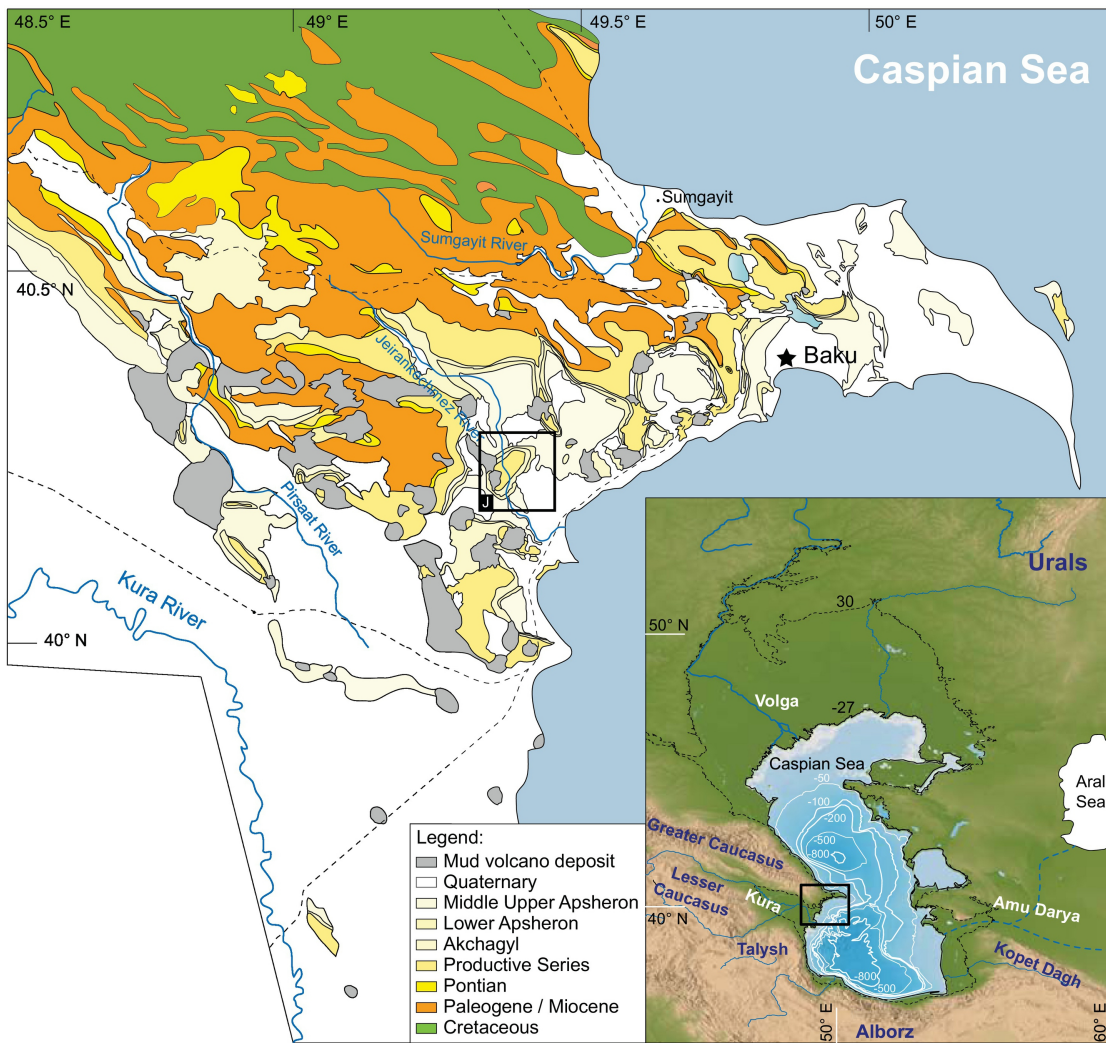 48.5° E
49° E
49.5° E
50° E
Caspian Sea
Sumgayit
Sumgayit River
40.5° N
Jeirankechmez River
Baku
J
Pirsaat River
Kura River
40° N
Legend:
Mud volcano deposit
Quaternary
Middle Upper Apsheron
Lower Apsheron
Akchagyl
Productive Series
Pontian
Paleogene / Miocene
Cretaceous
Urals
30
50° N
Volga
-27
Caspian Sea
-50
-100
-200
-500
-800
Aral
Sea
Greater Caucasus
Lesser
Caucasus
Kura
40° N
Amu Darya
Talysh
Kopet Dagh
-800
-500
50° E
Alborz
60° E